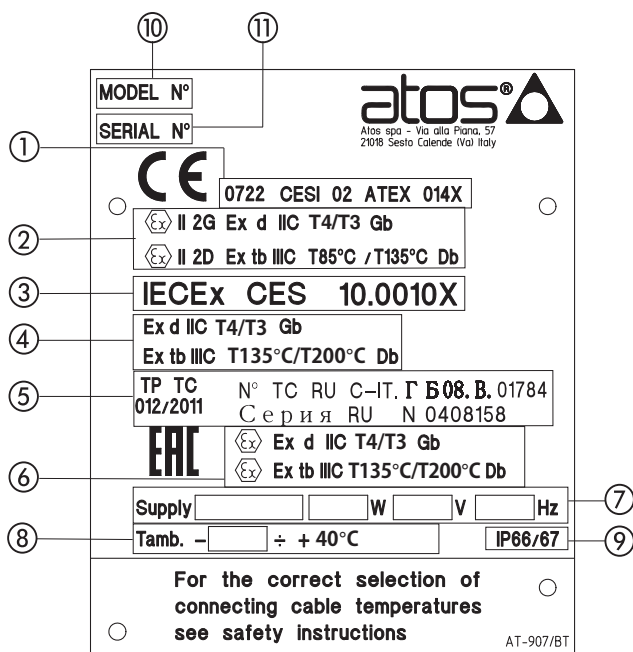 ⑩
⑪
MODEL N°
SERIAL N°
atos®
Atos spa - Via alla Piana, 57
21018 Sesto Calende (Va) Italy
①
CE
0722 CESI 02 ATEX 014X
②
Ex II 2G Ex d IIC T4/T3 Gb
Ex II 2D Ex tb IIIC T85°C /T135°C Db
③
IECEx CES 10.0010X
④
Ex d IIC T4/T3 Gb
Ex tb IIIC T135°C/T200°C Db
⑤
TP TC
012/2011
N° TC RU C-IT. Г Б08. В. 01784
Серия RU N 0408158
EAC
⑥
Ex Ex d IIC T4/T3 Gb
Ex Ex tb IIIC T135°C/T200°C Db
⑦
Supply W V Hz
⑧
Tamb. - ÷ + 40°C
IP66/67
⑨
For the correct selection of
connecting cable temperatures
see safety instructions
AT-907/BT